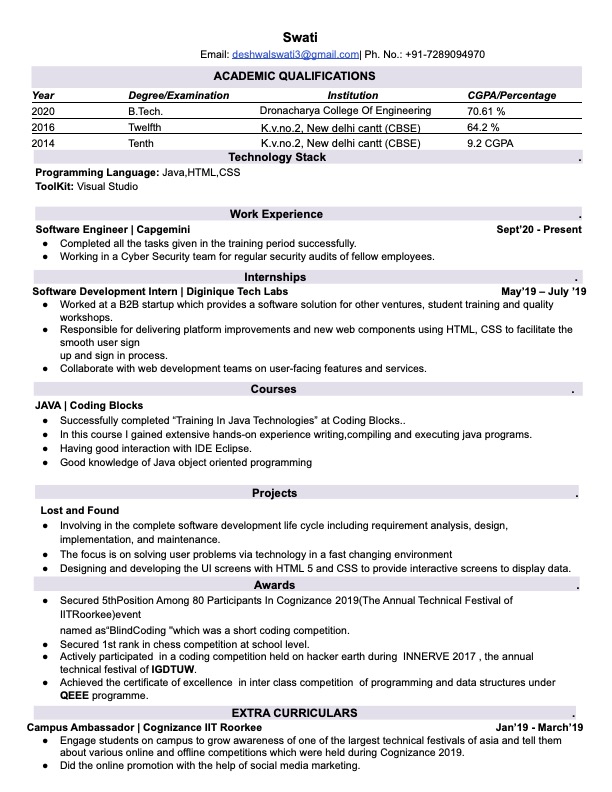 Swati
Email: deshwalswati3@gmail.com| Ph. No.: +91-7289094970
ACADEMIC QUALIFICATIONS
Year Degree/Examination Institution CGPA/Percentage
2020 B.Tech. Dronacharya College Of Engineering 70.61 %
2016 Twelfth K.v.no.2, New delhi cantt (CBSE) 64.2 %
2014 Tenth K.v.no.2, New delhi cantt (CBSE) 9.2 CGPA
Technology Stack .
Programming Language: Java,HTML,CSS
ToolKit: Visual Studio
Work Experience .
Software Engineer | Capgemini Sept’20 - Present
● Completed all the tasks given in the training period successfully.
● Working in a Cyber Security team for regular security audits of fellow employees.
Internships .
Software Development Intern | Diginique Tech Labs May’19 – July ’19
● Worked at a B2B startup which provides a software solution for other ventures, student training and quality
workshops.
● Responsible for delivering platform improvements and new web components using HTML, CSS to facilitate the
smooth user sign
up and sign in process.
● Collaborate with web development teams on user-facing features and services.
Courses .
JAVA | Coding Blocks
● Successfully completed “Training In Java Technologies” at Coding Blocks..
● In this course I gained extensive hands-on experience writing,compiling and executing java programs.
● Having good interaction with IDE Eclipse.
● Good knowledge of Java object oriented programming
Projects .
Lost and Found
● Involving in the complete software development life cycle including requirement analysis, design,
implementation, and maintenance.
● The focus is on solving user problems via technology in a fast changing environment
● Designing and developing the UI screens with HTML 5 and CSS to provide interactive screens to display data.
Awards .
● Secured 5thPosition Among 80 Participants In Cognizance 2019(The Annual Technical Festival of
IITRoorkee)event
named as“BlindCoding "which was a short coding competition.
● Secured 1st rank in chess competition at school level.
● Actively participated in a coding competition held on hacker earth during INNERVE 2017 , the annual
technical festival of IGDTUW.
● Achieved the certificate of excellence in inter class competition of programming and data structures under
QEEE programme.
EXTRA CURRICULARS .
Campus Ambassador | Cognizance IIT Roorkee Jan’19 - March’19
● Engage students on campus to grow awareness of one of the largest technical festivals of asia and tell them
about various online and offline competitions which were held during Cognizance 2019.
● Did the online promotion with the help of social media marketing.